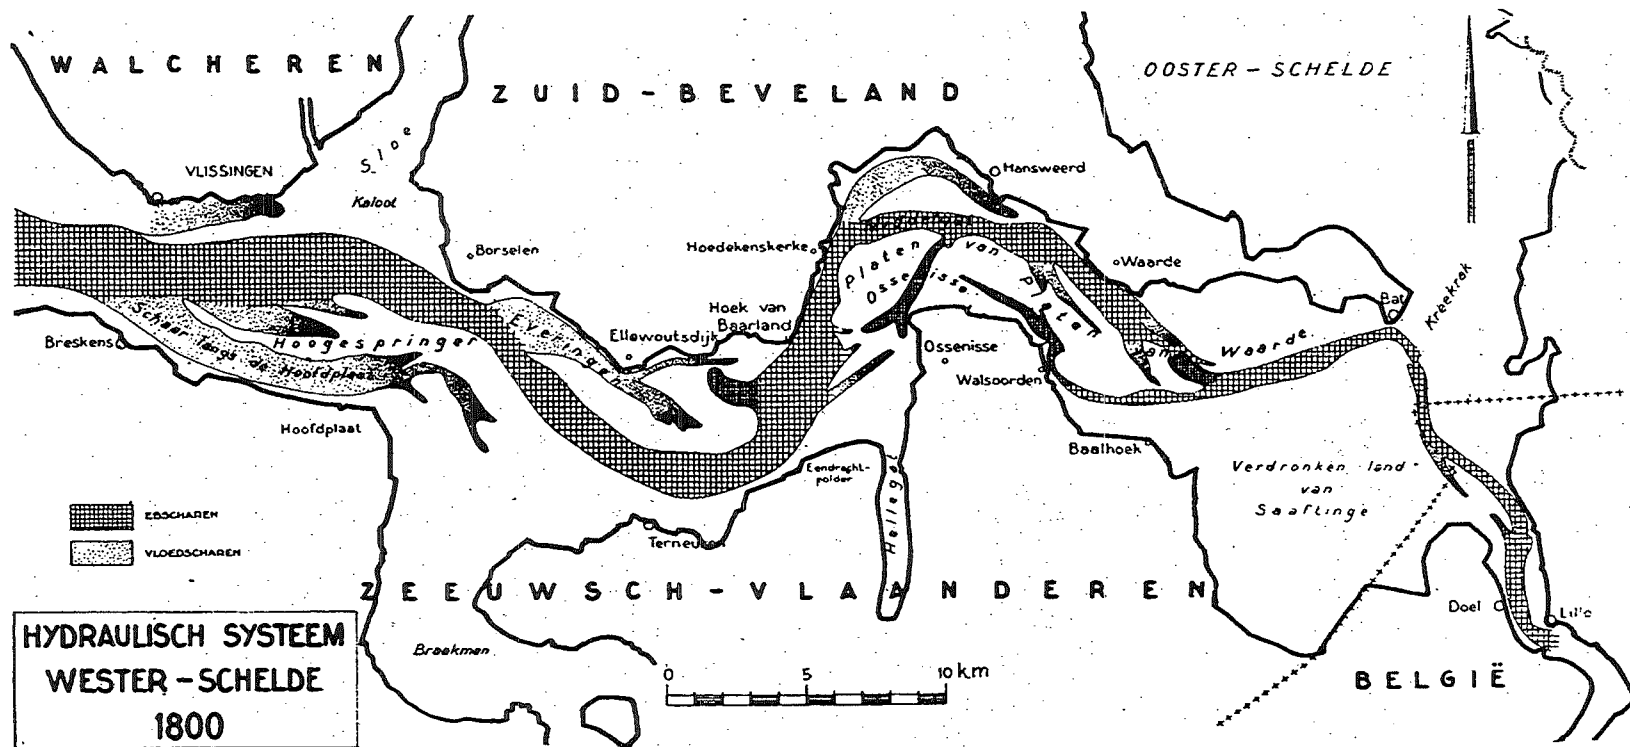 WALCHEREN
ZUID-BEVELAND
OOSTER-SCHELDE
Sloe
VLISSINGEN
Kaloot
Hansweerd
Borselen
Hoedekenskerke
Platen van
Ossenisse
Waarde
Hoek van
Baarland
Everingen
Ellewoutsdijk
Platen
van
Waarde
Bat
Kreekrak
Breskens
Schaar langs de Hoofdplaat
Hoogespringer
Ossenisse
Walsoorden
Hoofdplaat
Baalhoek
Eendracht-
polder
Hellegat
Verdronken land
van
Saaftinge
EBSCHAREN
VLOEDSCHAREN
Terneuzen
ZEEUWSCH-VLAANDEREN
Doel
Lillo
Braakman
BELGIË
HYDRAULISCH SYSTEEM
WESTER-SCHELDE
1800
0 5 10 km